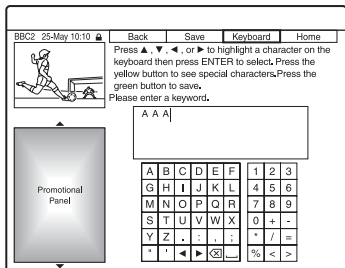 BBC2 25-May 10:10 Back Save Keyboard Home
Press ▲, ▼, ◄, or ► to highlight a character on the
keyboard then press ENTER to select. Press the
yellow button to see special characters. Press the
green button to save.
Please enter a keyword.
A A A
Promotional
Panel
A B C D E F 1 2 3
G H I J K L 4 5 6
M N O P Q R 7 8 9
S T U V W X 0 + -
Y Z . : , ; * / =
" ' ◄ ► ⌫ ⎵ % < >